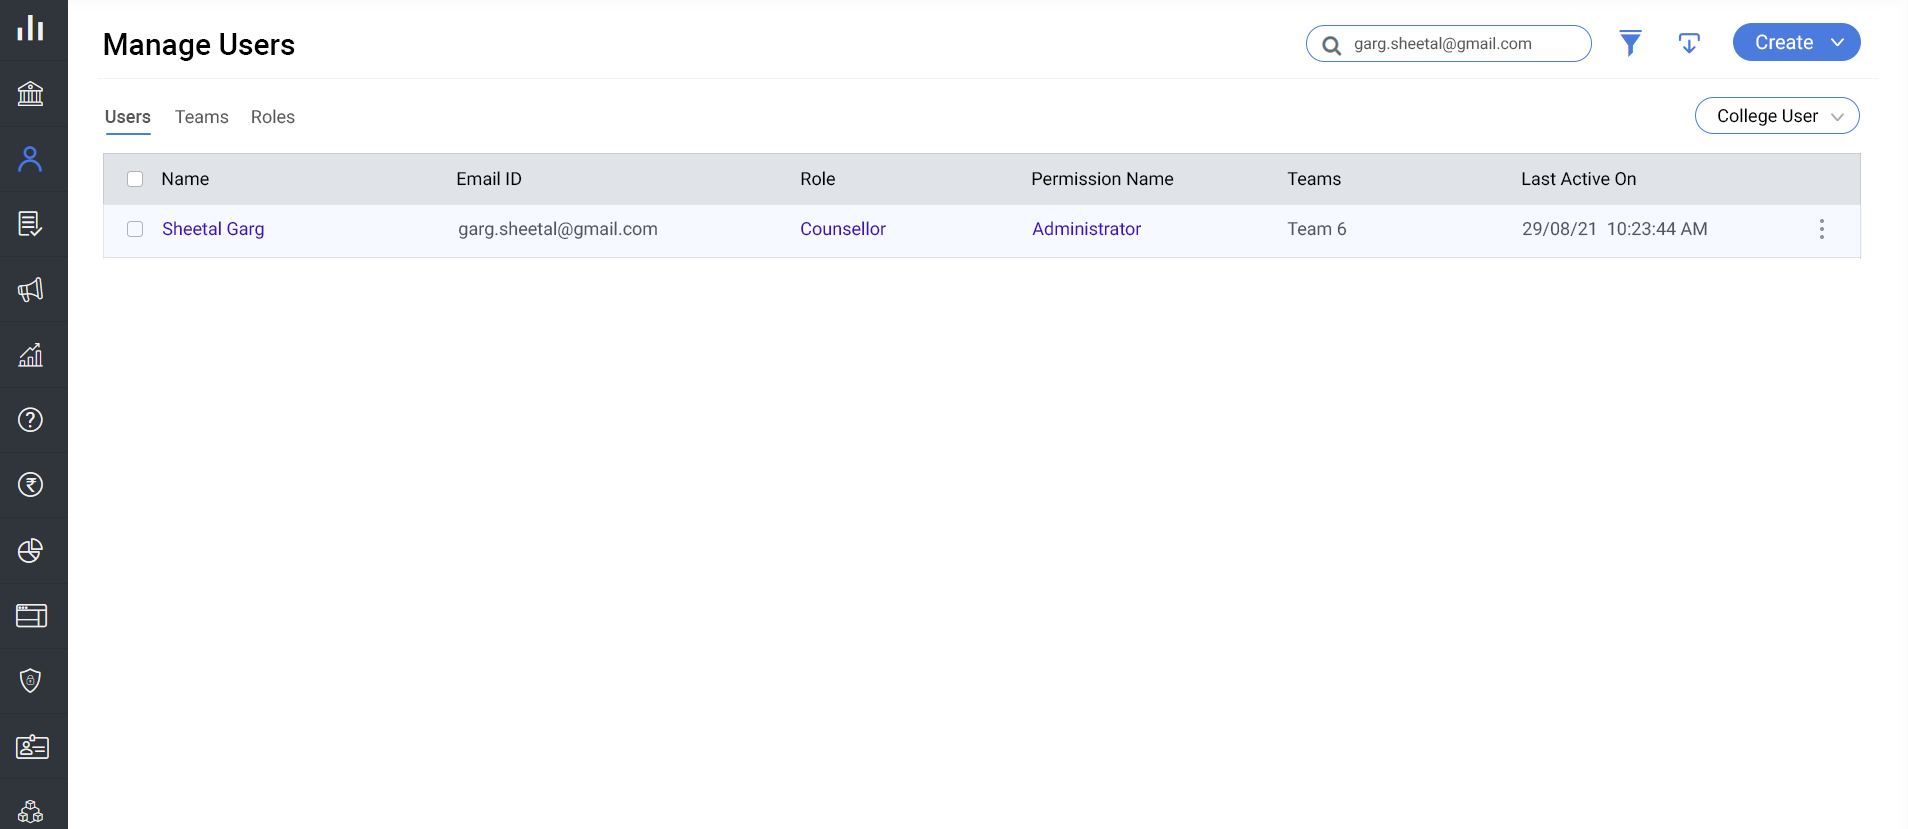 Manage Users
garg.sheetal@gmail.com
Create
Users Teams Roles
College User
Name Email ID Role Permission Name Teams Last Active On
Sheetal Garg garg.sheetal@gmail.com Counsellor Administrator Team 6 29/08/21 10:23:44 AM